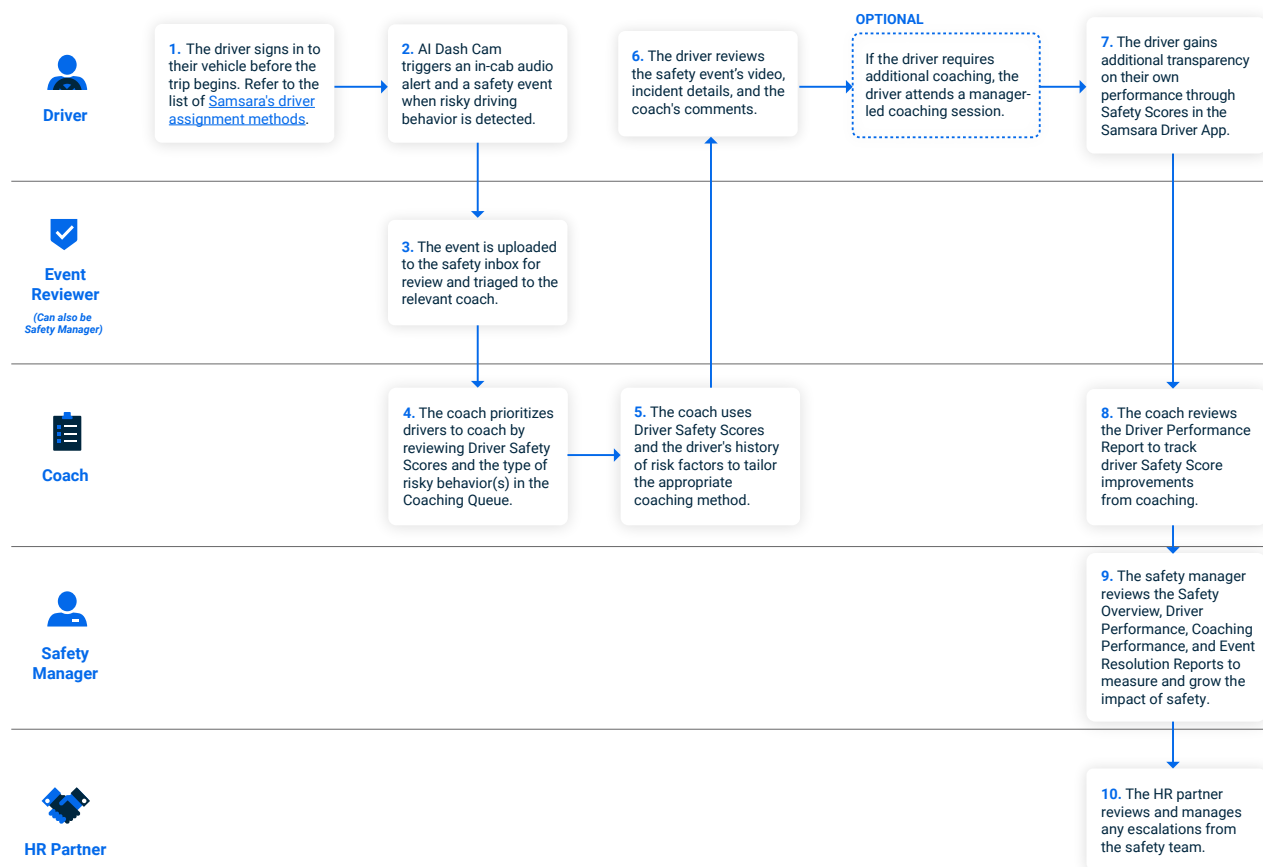 OPTIONAL
Driver
1. The driver signs in to
their vehicle before the
trip begins. Refer to the
list of Samsara's driver
assignment methods.
2. AI Dash Cam
triggers an in-cab audio
alert and a safety event
when risky driving
behavior is detected.
6. The driver reviews
the safety event's video,
incident details, and the
coach's comments.
If the driver requires
additional coaching, the
driver attends a manager-
led coaching session.
7. The driver gains
additional transparency
on their own
performance through
Safety Scores in the
Samsara Driver App.
Event
Reviewer
(Can also be
Safety Manager)
3. The event is uploaded
to the safety inbox for
review and triaged to the
relevant coach.
Coach
4. The coach prioritizes
drivers to coach by
reviewing Driver Safety
Scores and the type of
risky behavior(s) in the
Coaching Queue.
5. The coach uses
Driver Safety Scores
and the driver's history
of risk factors to tailor
the appropriate
coaching method.
8. The coach reviews
the Driver Performance
Report to track
driver Safety Score
improvements
from coaching.
Safety
Manager
9. The safety manager
reviews the Safety
Overview, Driver
Performance, Coaching
Performance, and Event
Resolution Reports to
measure and grow the
impact of safety.
HR Partner
10. The HR partner
reviews and manages
any escalations from
the safety team.